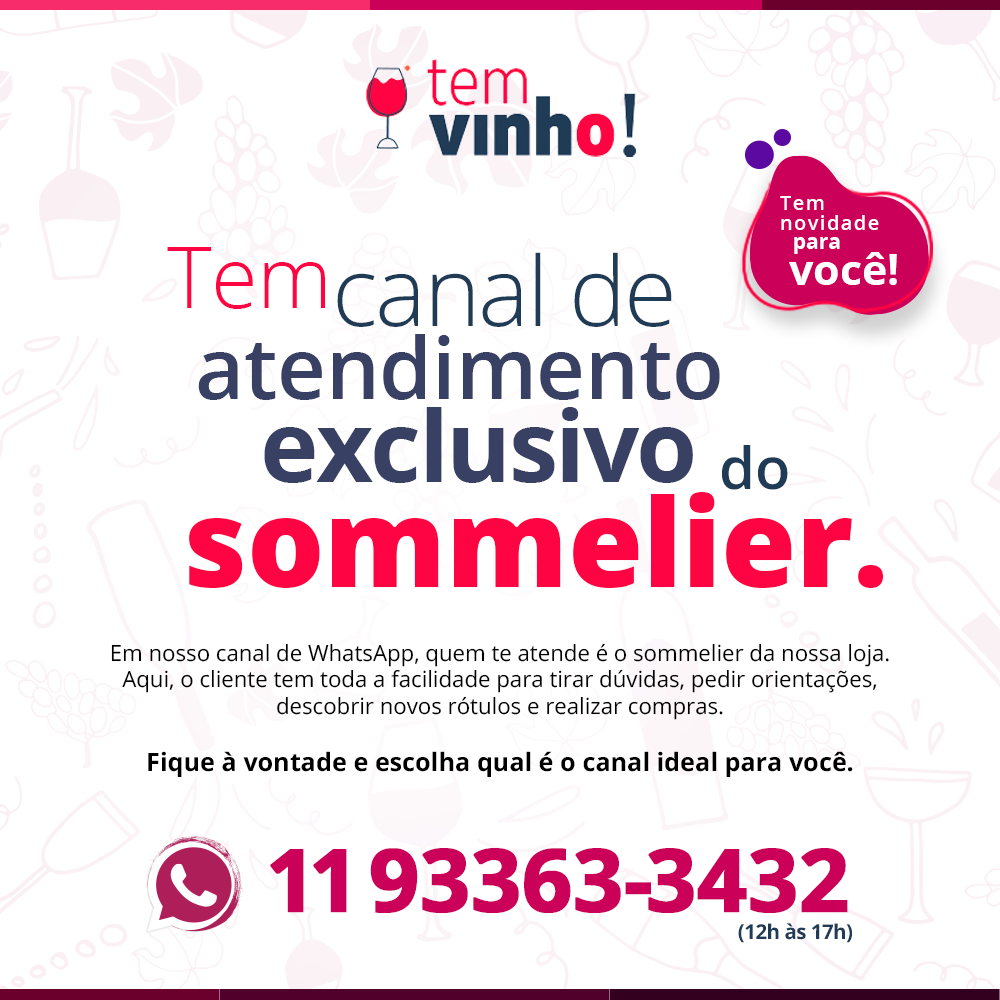 tem
vinho!
Tem
novidade
para
você!
Tem canal de
atendimento
exclusivo do
sommelier.
Em nosso canal de WhatsApp, quem te atende é o sommelier da nossa loja.
Aqui, o cliente tem toda a facilidade para tirar dúvidas, pedir orientações,
descobrir novos rótulos e realizar compras.
Fique à vontade e escolha qual é o canal ideal para você.
11 93363-3432
(12h às 17h)